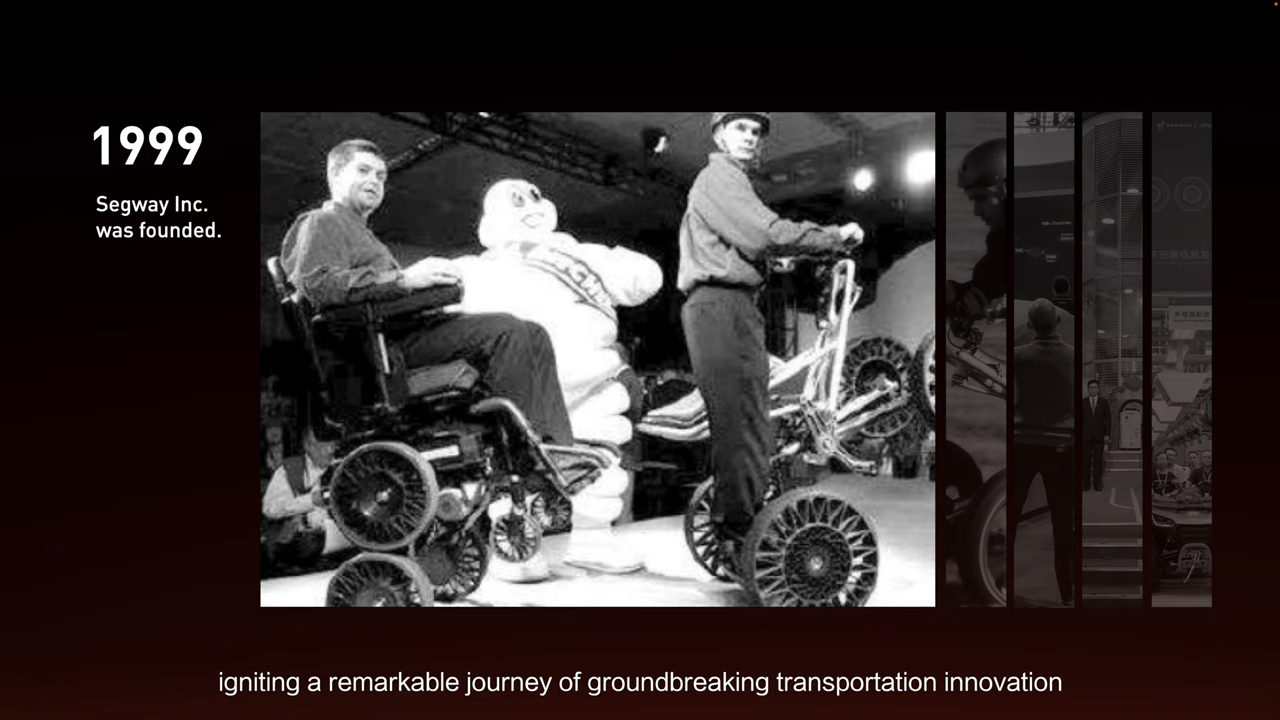 1999
Segway Inc.
was founded.
igniting a remarkable journey of groundbreaking transportation innovation